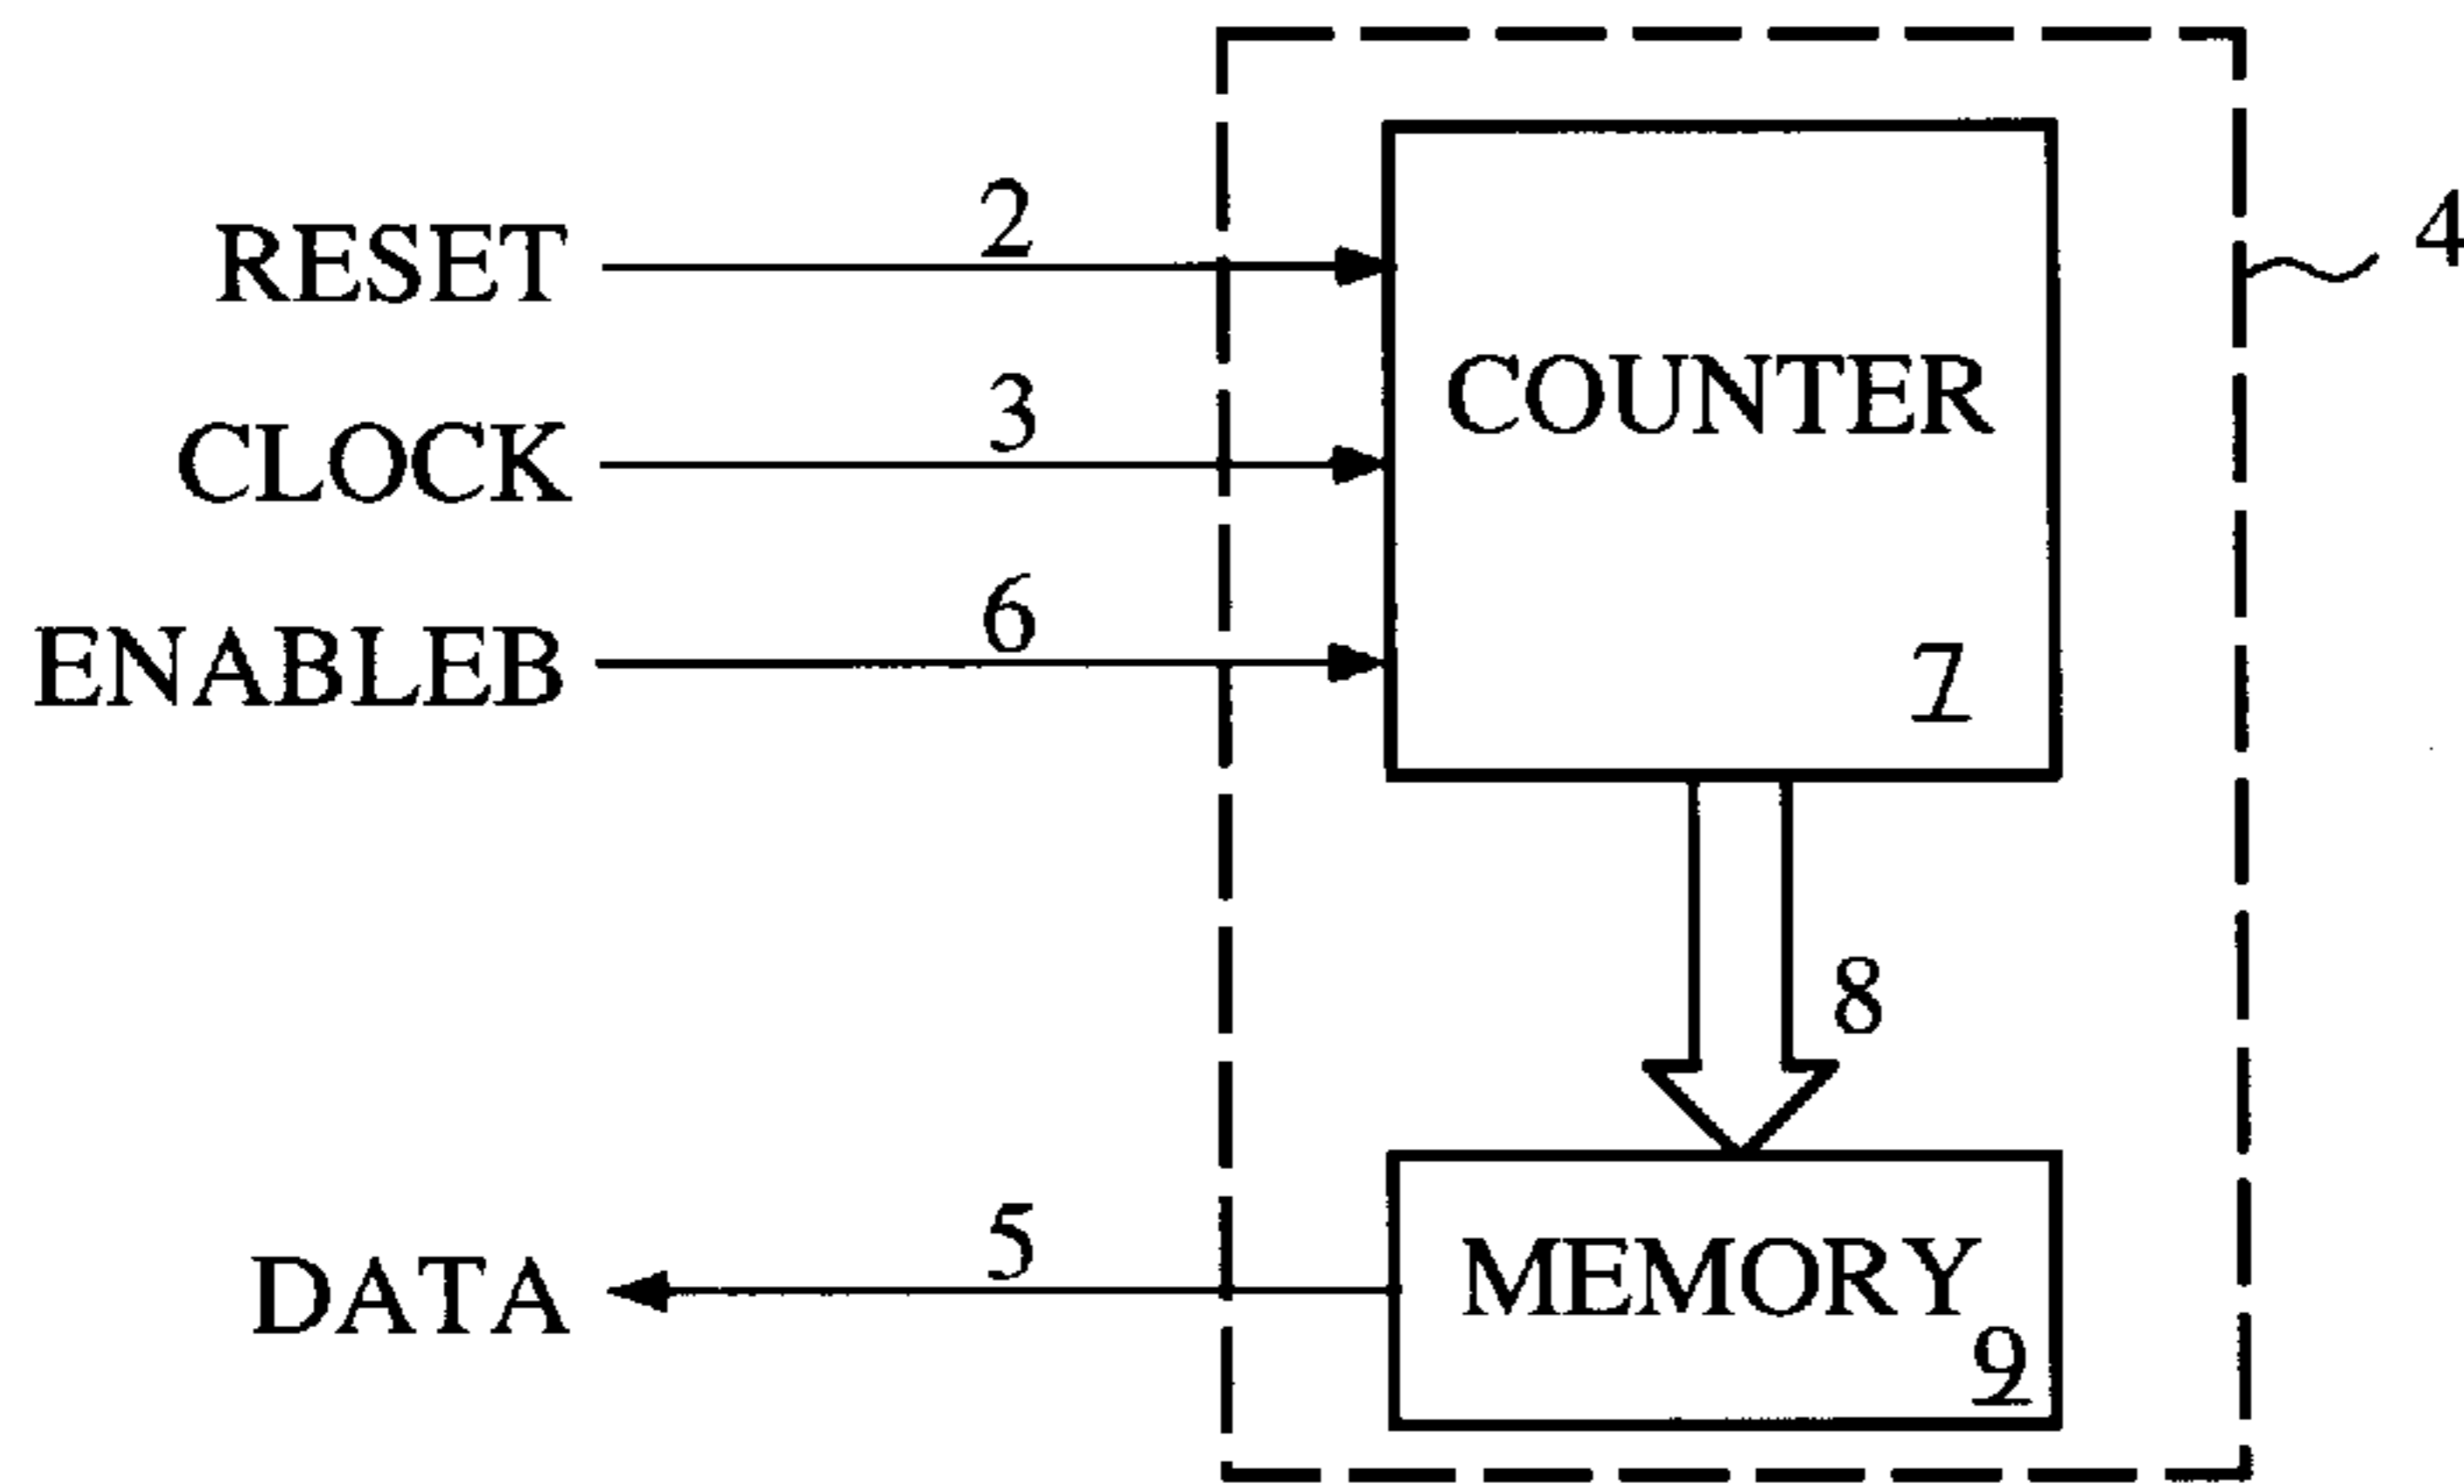 2
RESET
4
3
COUNTER
CLOCK
6
ENABLEB
7
8
5
MEMORY
DATA
9